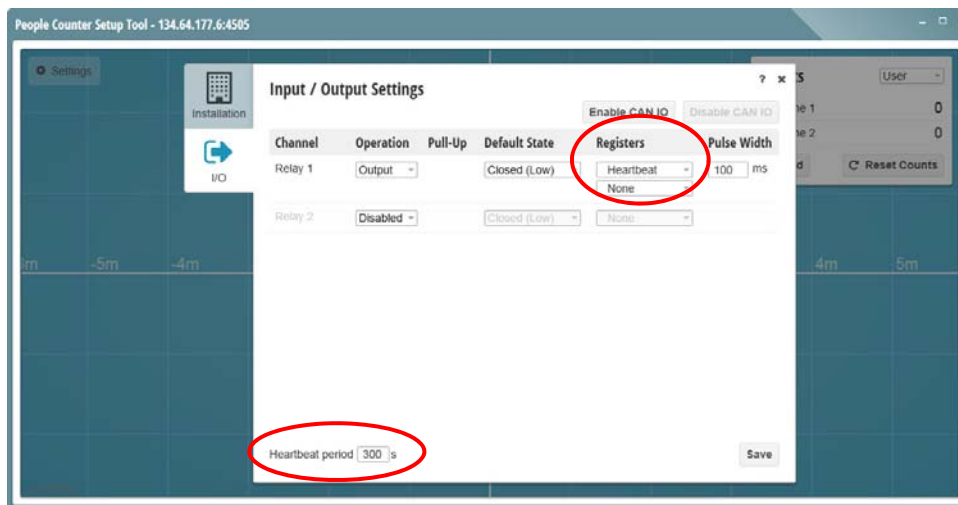 People Counter Setup Tool - 134.64.177.6:4505
Settings
User
Installation
I/O
Input / Output Settings
? x
Enable CAN IO Disable CAN IO
Channel Operation Pull-Up Default State Registers Pulse Width
Relay 1 Output Closed (Low) Heartbeat 100 ms
None
Relay 2 Disabled Closed (Low) None
Heartbeat period 300 s
Save
1 0
2 0
Reset Counts
-5m -4m 4m 5m